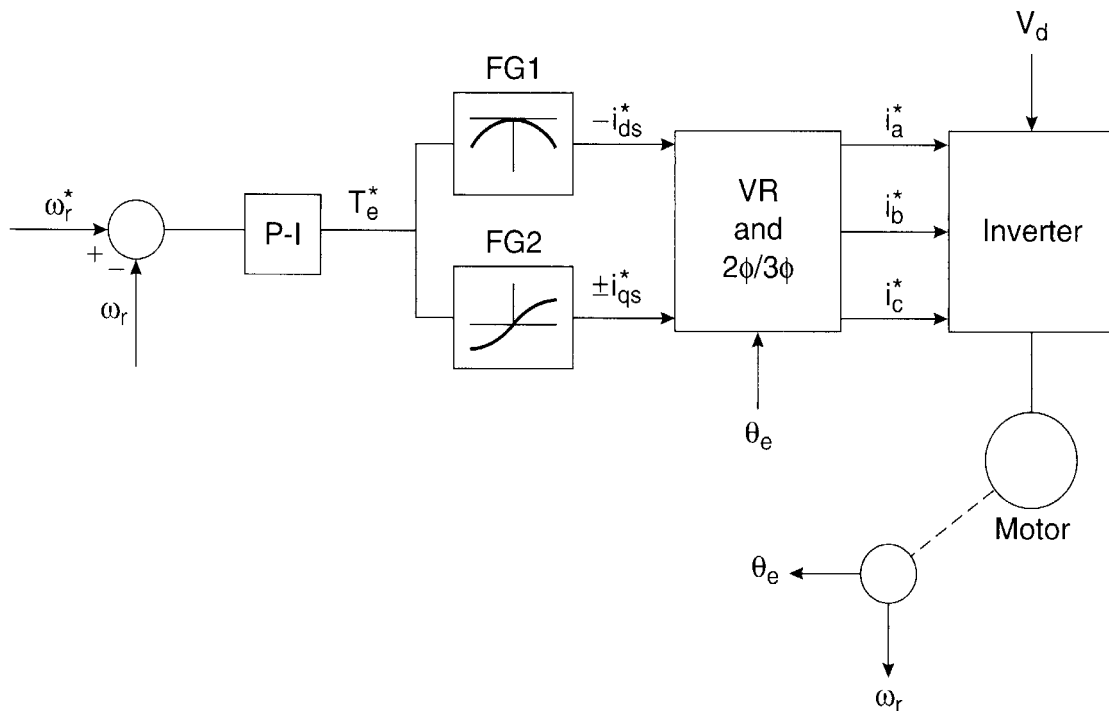 V_d
FG1
-i_ds^*
i_a^*
ω_r^*
+
−
ω_r
P-I
T_e^*
VR
and
2ϕ/3ϕ
i_b^*
Inverter
FG2
±i_qs^*
i_c^*
θ_e
Motor
θ_e
ω_r